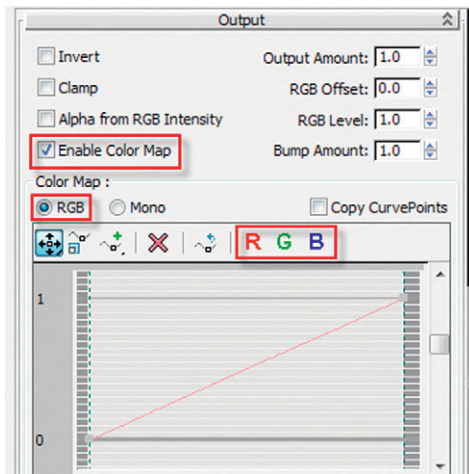 Output
Invert Output Amount: 1.0
Clamp RGB Offset: 0.0
Alpha from RGB Intensity RGB Level: 1.0
Enable Color Map Bump Amount: 1.0
Color Map :
RGB Mono Copy CurvePoints
R G B
1
0